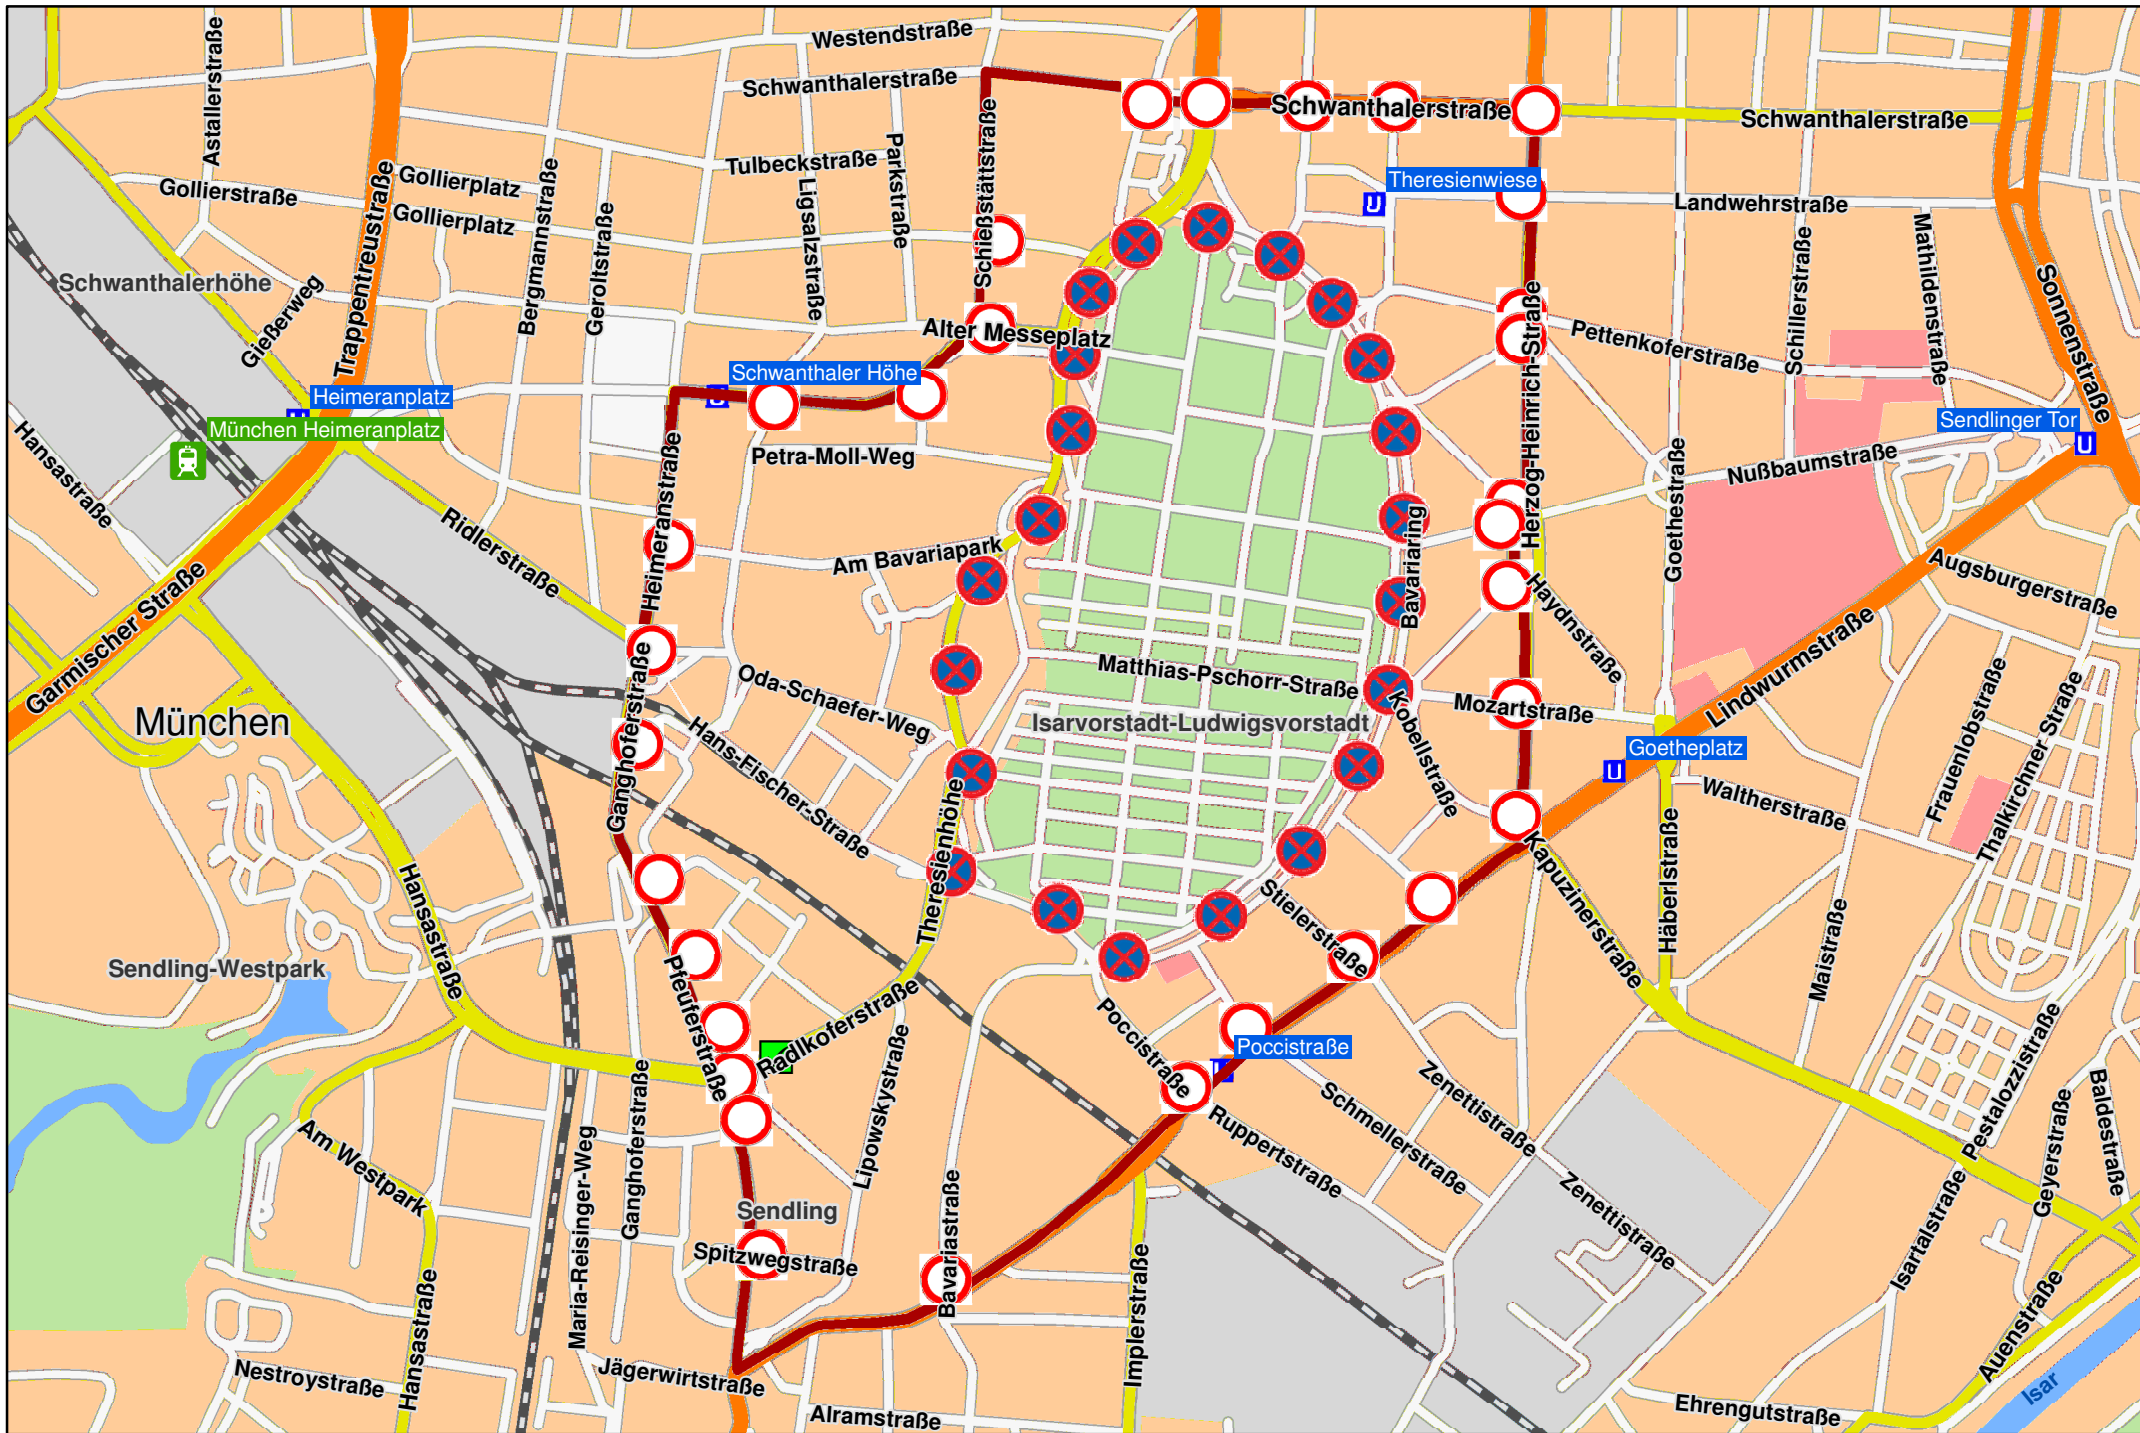 Westendstraße
Astallerstraße
Schwanthalerstraße
Schwanthalerstraße
Schwanthalerstraße
Tulbeckstraße
Parkstraße
Schießstättstraße
Gollierstraße
Gollierplatz
Gollierplatz
Trappentreustraße
Bergmannstraße
Geroltstraße
Ligsalzstraße
Theresienwiese
Landwehrstraße
Mathildenstraße
Schillerstraße
Sonnenstraße
Schwanthalerhöhe
Gießerweg
Alter Messeplatz
Herzog-Heinrich-Straße
Pettenkoferstraße
Schwanthaler Höhe
Heimeranplatz
München Heimeranplatz
Sendlinger Tor
Hansastraße
Petra-Moll-Weg
Nußbaumstraße
Goethestraße
Heimeranstraße
Ridlerstraße
Am Bavariapark
Bavariaring
Haydnstraße
Augsburgerstraße
Garmischer Straße
Matthias-Pschorr-Straße
Oda-Schaefer-Weg
München
Isarvorstadt-Ludwigsvorstadt
Mozartstraße
Lindwurmstraße
Frauenlobstraße
Thalkirchner Straße
Ganghoferstraße
Hans-Fischer-Straße
Kobellstraße
Goetheplatz
Waltherstraße
Theresienhöhe
Kapuzinerstraße
Häberlstraße
Hansastraße
Stielerstraße
Maistraße
Sendling-Westpark
Pfeuferstraße
Radlkoferstraße
Poccistraße
Poccistraße
Lipowskystraße
Ganghoferstraße
Zenettistraße
Schmellerstraße
Ruppertstraße
Pestalozzistraße
Geyerstraße
Baldestraße
Am Westpark
Maria-Reisinger-Weg
Sendling
Spitzwegstraße
Bavariastraße
Zenettistraße
Isartalstraße
Implerstraße
Auenstraße
Hansastraße
Nestroystraße
Jägerwirtstraße
Alramstraße
Ehrengutstraße
Isar